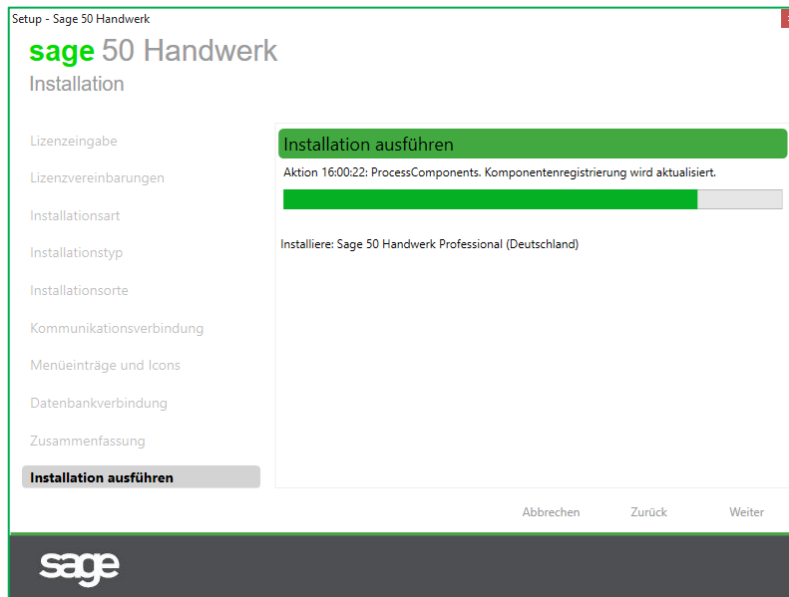 Setup - Sage 50 Handwerk
sage 50 Handwerk
Installation
Lizenzeingabe
Lizenzvereinbarungen
Installationsart
Installationstyp
Installationsorte
Kommunikationsverbindung
Menüeinträge und Icons
Datenbankverbindung
Zusammenfassung
Installation ausführen
Installation ausführen
Aktion 16:00:22: ProcessComponents. Komponentenregistrierung wird aktualisiert.
Installiere: Sage 50 Handwerk Professional (Deutschland)
Abbrechen Zurück Weiter
sage